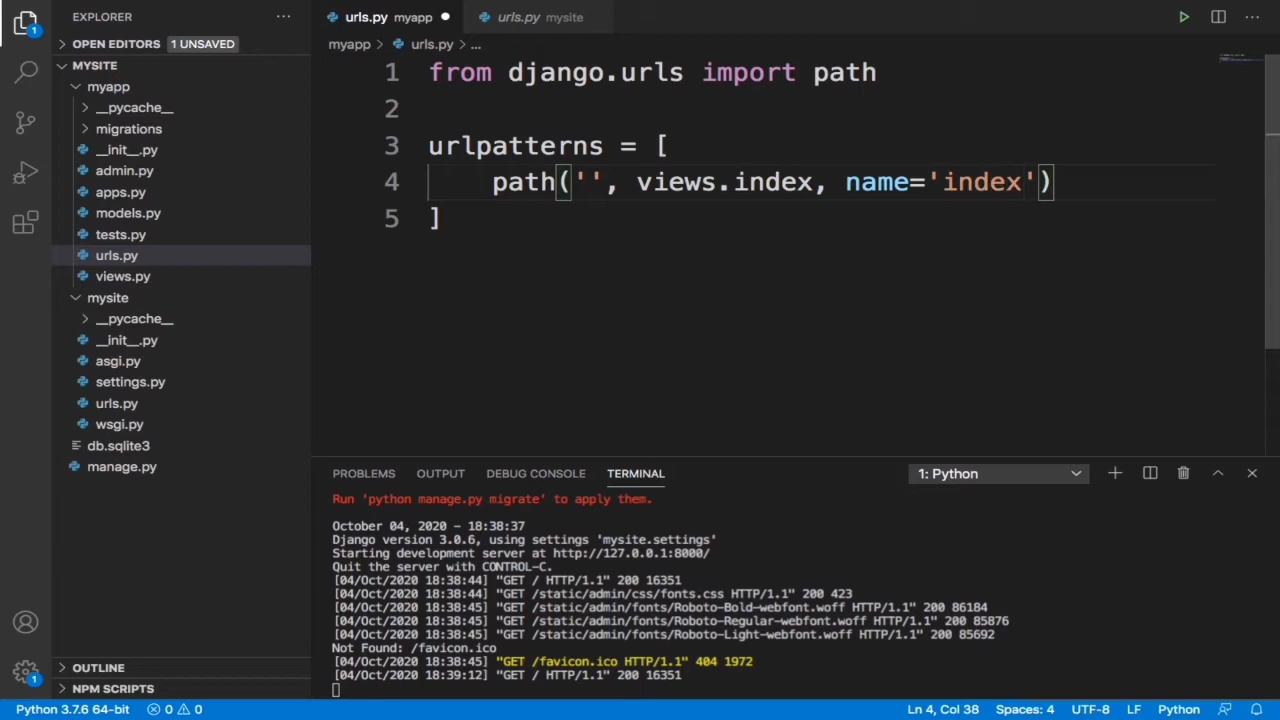 EXPLORER
OPEN EDITORS 1 UNSAVED
MYSITE
myapp
__pycache__
migrations
__init__.py
admin.py
apps.py
models.py
tests.py
urls.py
views.py
mysite
__pycache__
__init__.py
asgi.py
settings.py
urls.py
wsgi.py
db.sqlite3
manage.py
OUTLINE
NPM SCRIPTS
1
1
urls.py myapp
urls.py mysite
myapp > urls.py > ...
1 from django.urls import path
2
3 urlpatterns = [
4 path('', views.index, name='index')
5 ]
PROBLEMS OUTPUT DEBUG CONSOLE TERMINAL 1: Python
Run 'python manage.py migrate' to apply them.
October 04, 2020 - 18:38:37
Django version 3.0.6, using settings 'mysite.settings'
Starting development server at http://127.0.0.1:8000/
Quit the server with CONTROL-C.
[04/Oct/2020 18:38:44] "GET / HTTP/1.1" 200 16351
[04/Oct/2020 18:38:44] "GET /static/admin/css/fonts.css HTTP/1.1" 200 423
[04/Oct/2020 18:38:45] "GET /static/admin/fonts/Roboto-Bold-webfont.woff HTTP/1.1" 200 86184
[04/Oct/2020 18:38:45] "GET /static/admin/fonts/Roboto-Regular-webfont.woff HTTP/1.1" 200 85876
[04/Oct/2020 18:38:45] "GET /static/admin/fonts/Roboto-Light-webfont.woff HTTP/1.1" 200 85692
Not Found: /favicon.ico
[04/Oct/2020 18:38:45] "GET /favicon.ico HTTP/1.1" 404 1972
[04/Oct/2020 18:39:12] "GET / HTTP/1.1" 200 16351
Python 3.7.6 64-bit 0 0 Ln 4, Col 38 Spaces: 4 UTF-8 LF Python